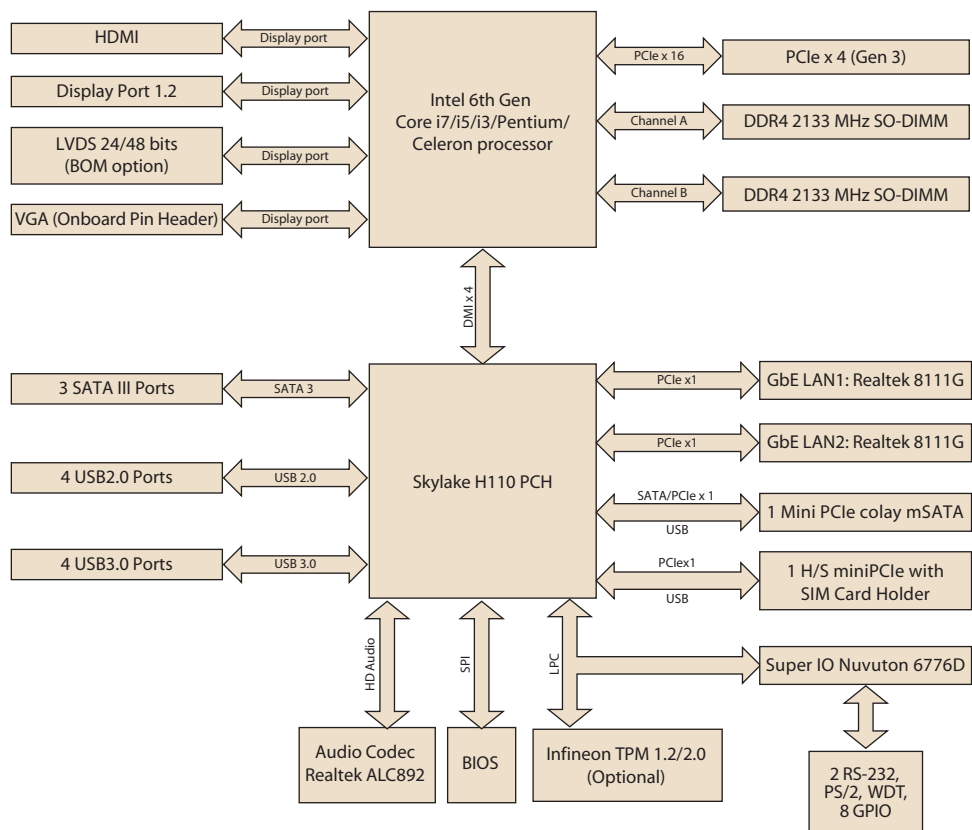 HDMI
Display port
PCIe x 16
PCIe x 4 (Gen 3)
Display Port 1.2
Display port
Intel 6th Gen
Core i7/i5/i3/Pentium/
Celeron processor
Channel A
DDR4 2133 MHz SO-DIMM
LVDS 24/48 bits
(BOM option)
Display port
Channel B
DDR4 2133 MHz SO-DIMM
VGA (Onboard Pin Header)
Display port
DMI x 4
3 SATA III Ports
SATA 3
PCIe x1
GbE LAN1: Realtek 8111G
PCIe x1
GbE LAN2: Realtek 8111G
4 USB2.0 Ports
USB 2.0
Skylake H110 PCH
SATA/PCIe x 1
USB
1 Mini PCIe colay mSATA
4 USB3.0 Ports
USB 3.0
PCIex1
USB
1 H/S miniPCIe with
SIM Card Holder
HD Audio
SPI
LPC
Super IO Nuvuton 6776D
Audio Codec
Realtek ALC892
BIOS
Infineon TPM 1.2/2.0
(Optional)
2 RS-232,
PS/2, WDT,
8 GPIO